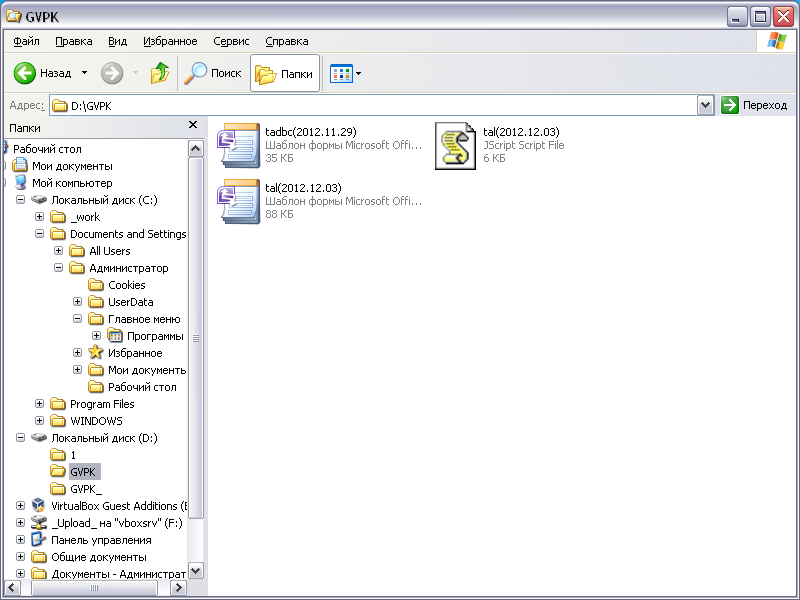 GVPK
Файл Правка Вид Избранное Сервис Справка
Назад Поиск Папки
Адрес: D:\GVPK Переход
Папки
Рабочий стол
Мои документы
Мой компьютер
Локальный диск (C:)
_work
Documents and Settings
All Users
Администратор
Cookies
UserData
Главное меню
Программы
Избранное
Мои документь
Рабочий стол
Program Files
WINDOWS
Локальный диск (D:)
1
GVPK
GVPK_
VirtualBox Guest Additions (E
_Upload_ на "vboxsrv" (F:)
Панель управления
Общие документы
Документы - Администрат
tadbc(2012.11.29)
Шаблон формы Microsoft Offi...
35 КБ
tal(2012.12.03)
JScript Script File
6 КБ
tal(2012.12.03)
Шаблон формы Microsoft Offi...
88 КБ